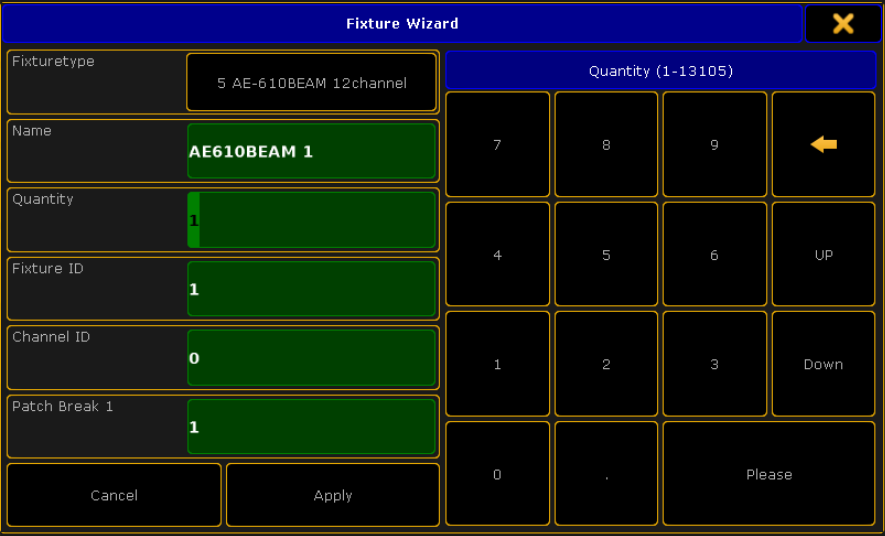 Fixture Wizard
Fixturetype
5 AE-610BEAM 12channel
Name
AE610BEAM 1
Quantity
1
Fixture ID
1
Channel ID
0
Patch Break 1
1
Cancel
Apply
Quantity (1-13105)
7
8
9
4
5
6
UP
1
2
3
Down
0
.
Please